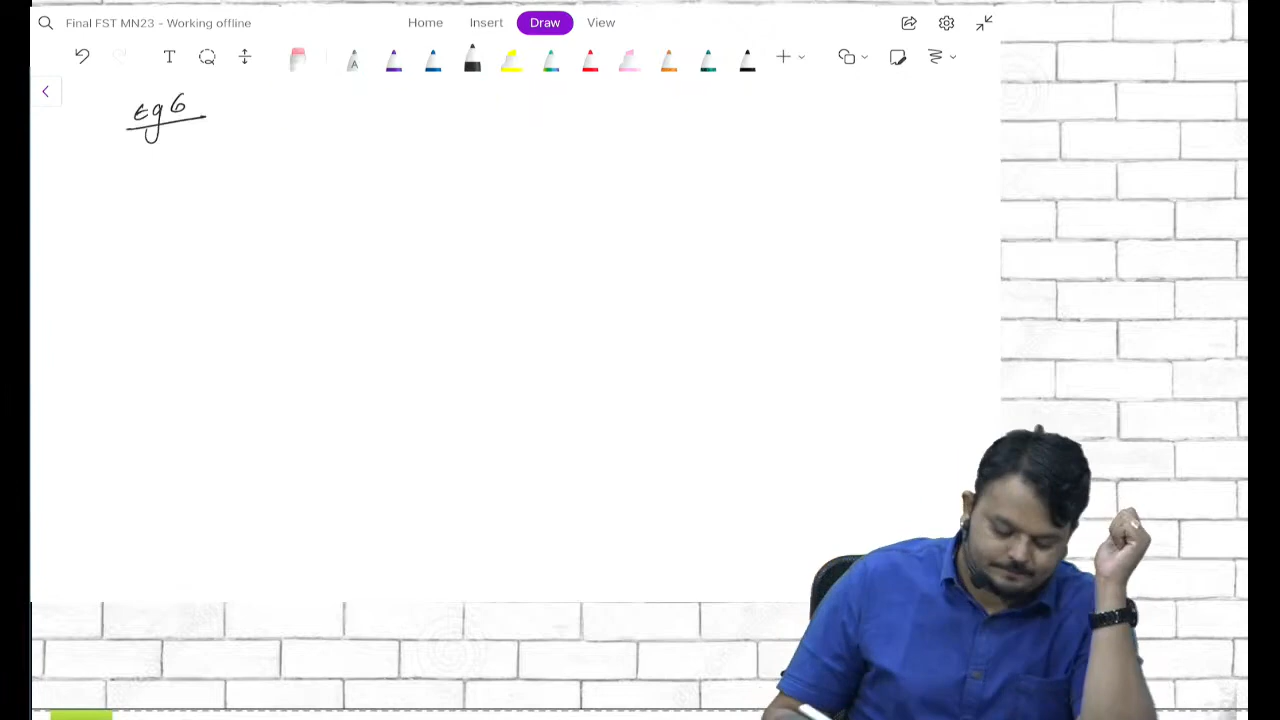 Final FST MN23 - Working offline
Home Insert Draw View
T
A
Eg 6